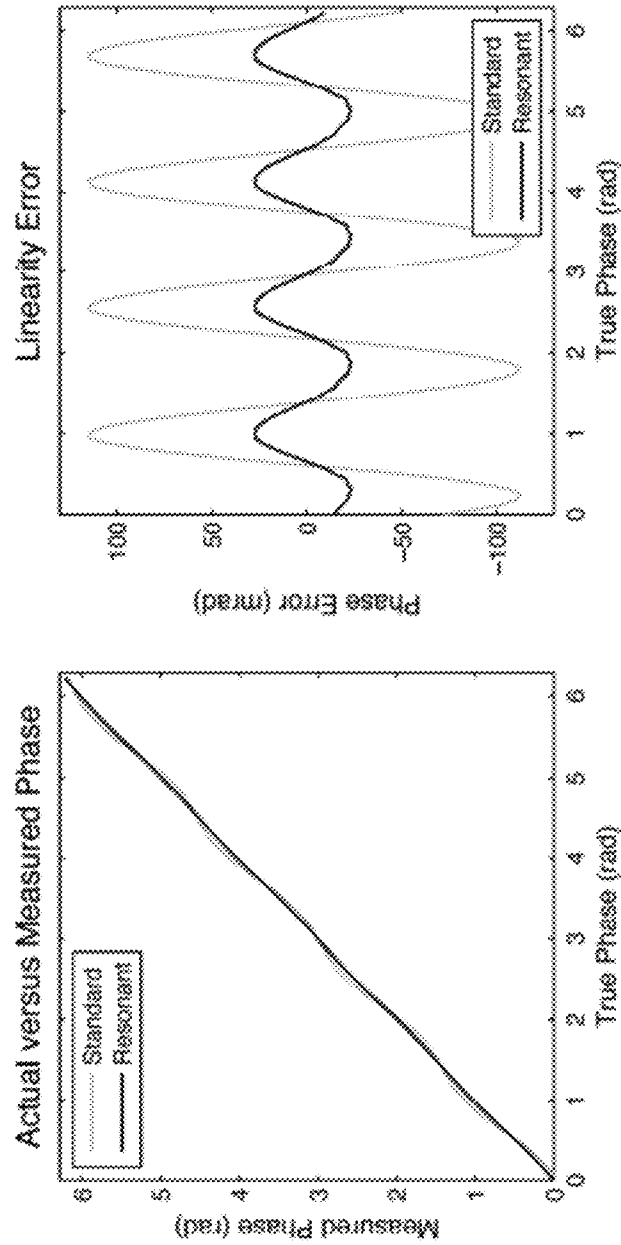 Actual versus Measured Phase
Standard
Resonant
Measured Phase (rad)
6
5
4
3
2
1
0
0
1
2
3
4
5
6
True Phase (rad)
Linearity Error
Phase Error (mrad)
100
50
0
-50
-100
Standard
Resonant
0
1
2
3
4
5
6
True Phase (rad)